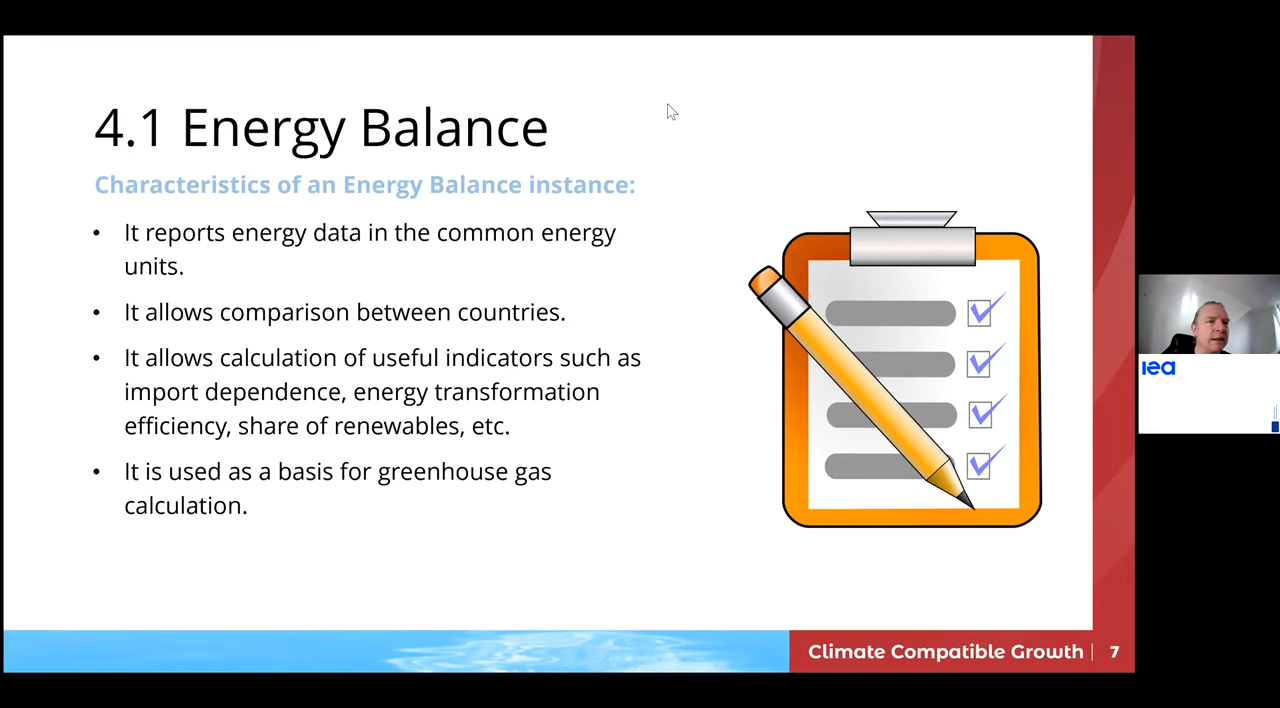 4.1 Energy Balance
Characteristics of an Energy Balance instance:
• It reports energy data in the common energy
units.
• It allows comparison between countries.
• It allows calculation of useful indicators such as
import dependence, energy transformation
efficiency, share of renewables, etc.
• It is used as a basis for greenhouse gas
calculation.
iea
Climate Compatible Growth | 7